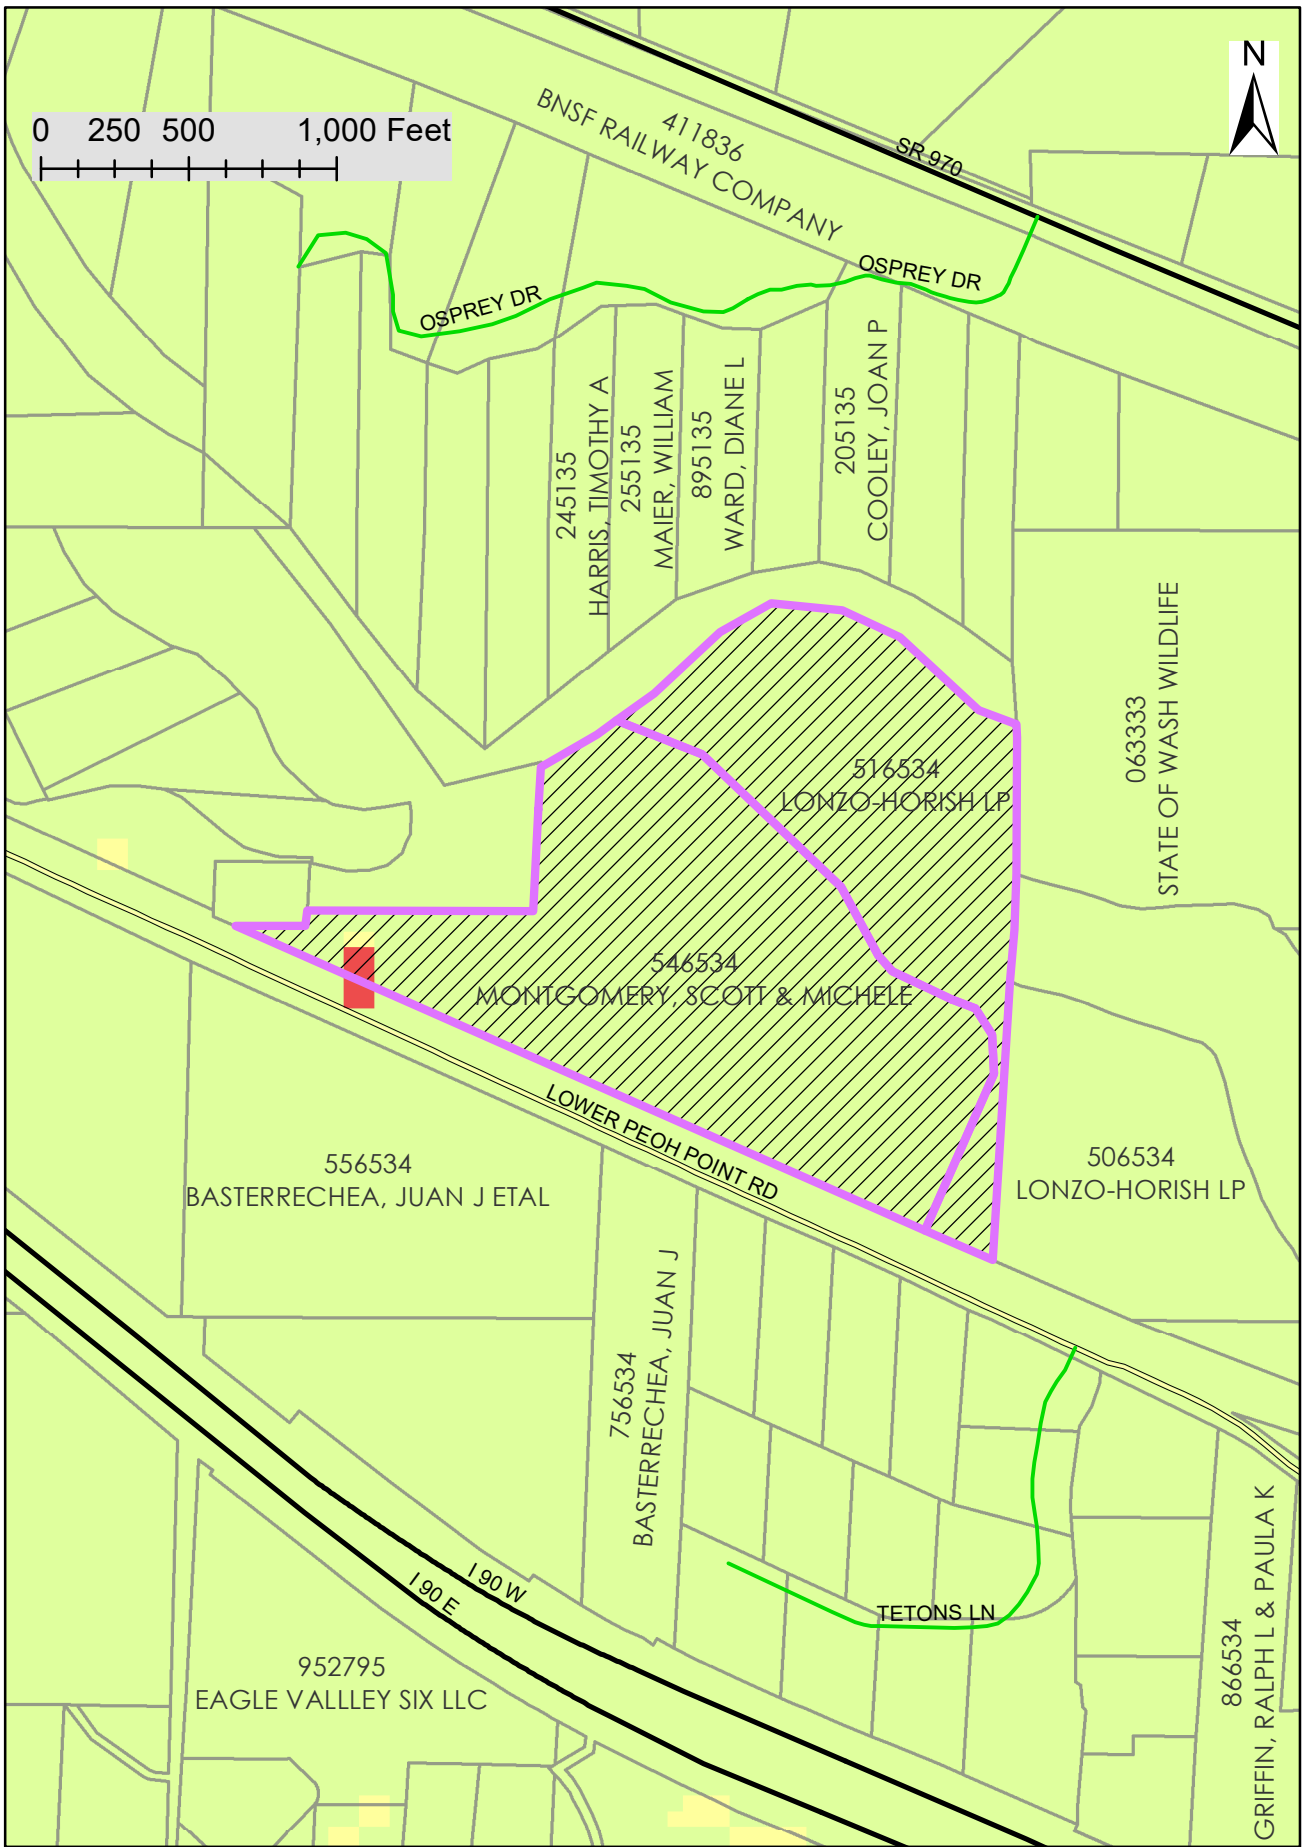 N
0 250 500 1,000 Feet
411836
BNSF RAILWAY COMPANY
SR 970
OSPREY DR
OSPREY DR
245135
HARRIS, TIMOTHY A
255135
MAIER, WILLIAM
895135
WARD, DIANE L
205135
COOLEY, JOAN P
063333
STATE OF WASH WILDLIFE
516534
LONZO-HORISH LP
546534
MONTGOMERY, SCOTT & MICHELE
LOWER PEOH POINT RD
556534
BASTERRECHEA, JUAN J ETAL
506534
LONZO-HORISH LP
756534
BASTERRECHEA, JUAN J
I 90 W
I 90 E
TETONS LN
952795
EAGLE VALLLEY SIX LLC
866534
GRIFFIN, RALPH L & PAULA K